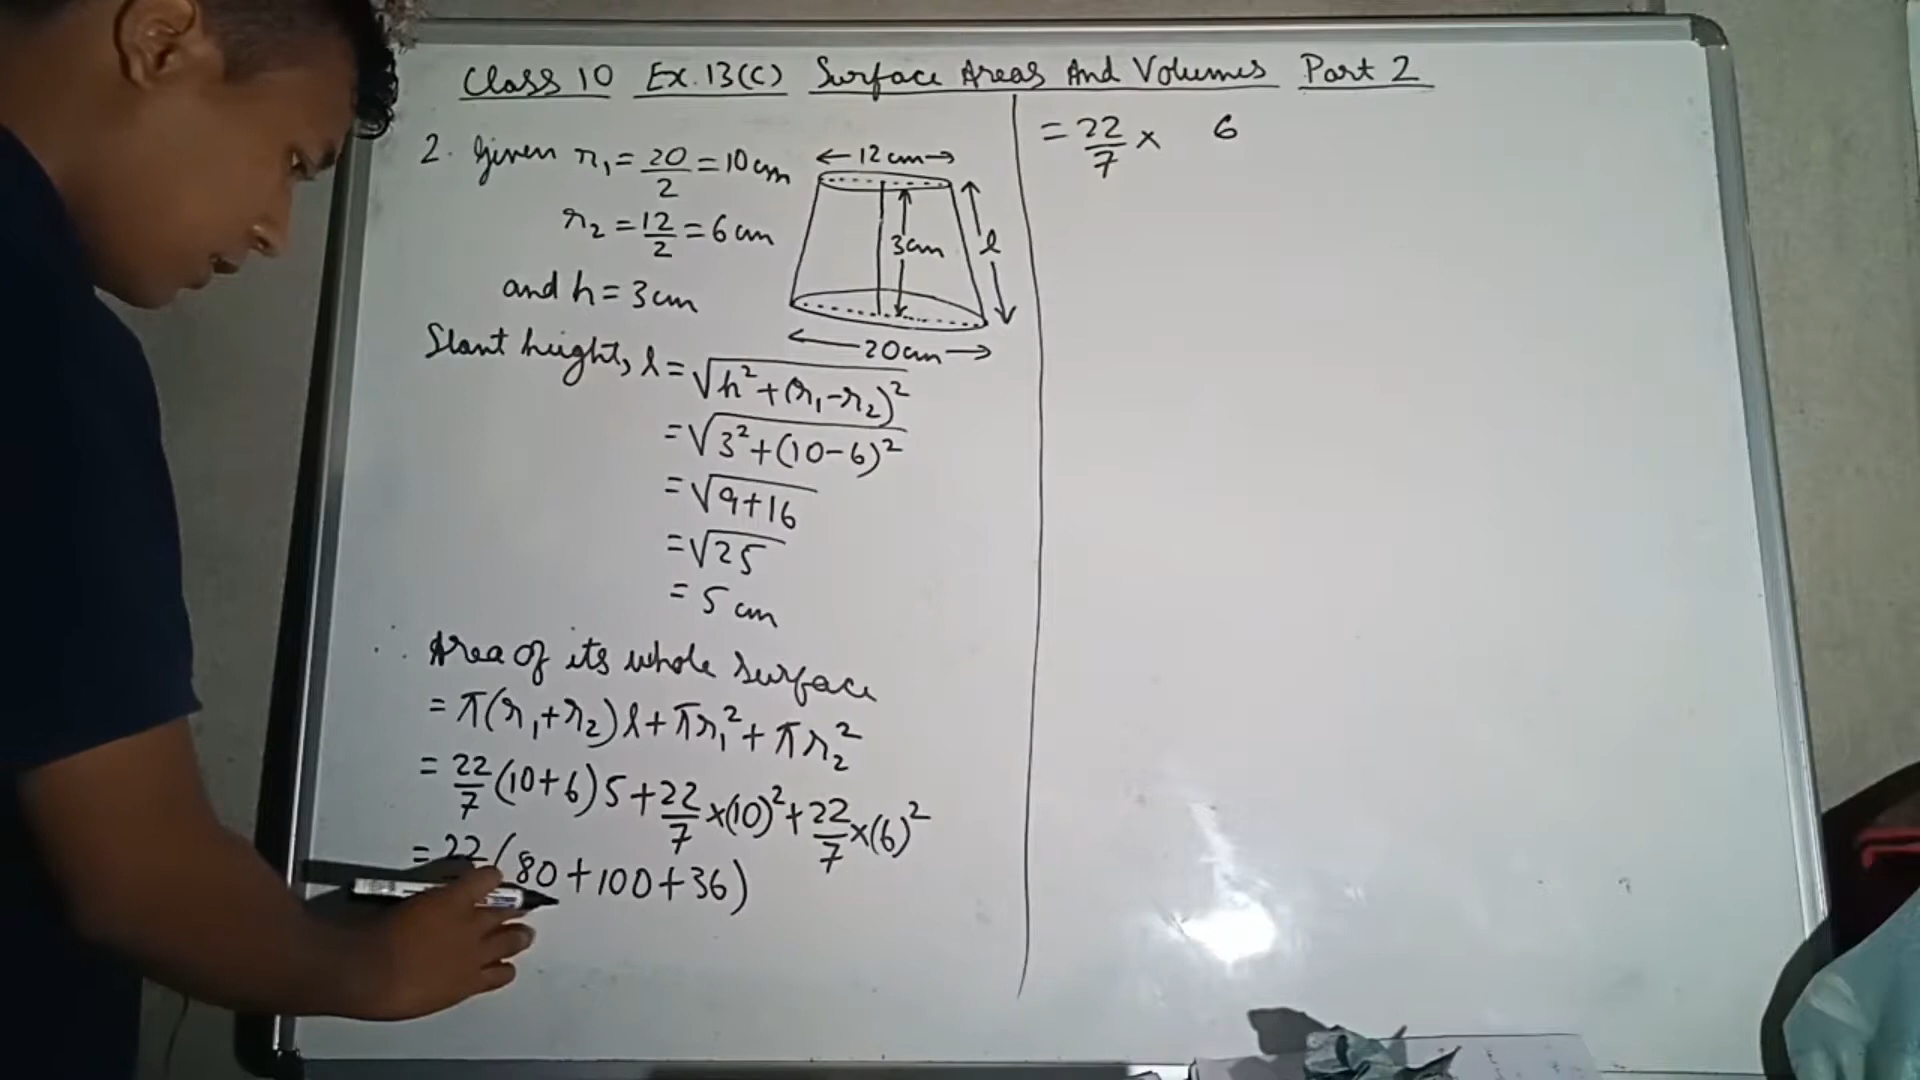 Class 10 Ex. 13(C) Surface Areas And Volumes Part 2
2. Given r₁ = 20/2 = 10 cm
r₂ = 12/2 = 6 cm
and h = 3 cm
12 cm
3 cm
l
20 cm
Slant height, l = √(h² + (r₁ - r₂)²)
= √(3² + (10 - 6)²)
= √(9 + 16)
= √25
= 5 cm
∴ Area of its whole surface
= π(r₁ + r₂)l + πr₁² + πr₂²
= 22/7 (10 + 6) 5 + 22/7 × (10)² + 22/7 × (6)²
= 22 (80 + 100 + 36)
= 22/7 × 6